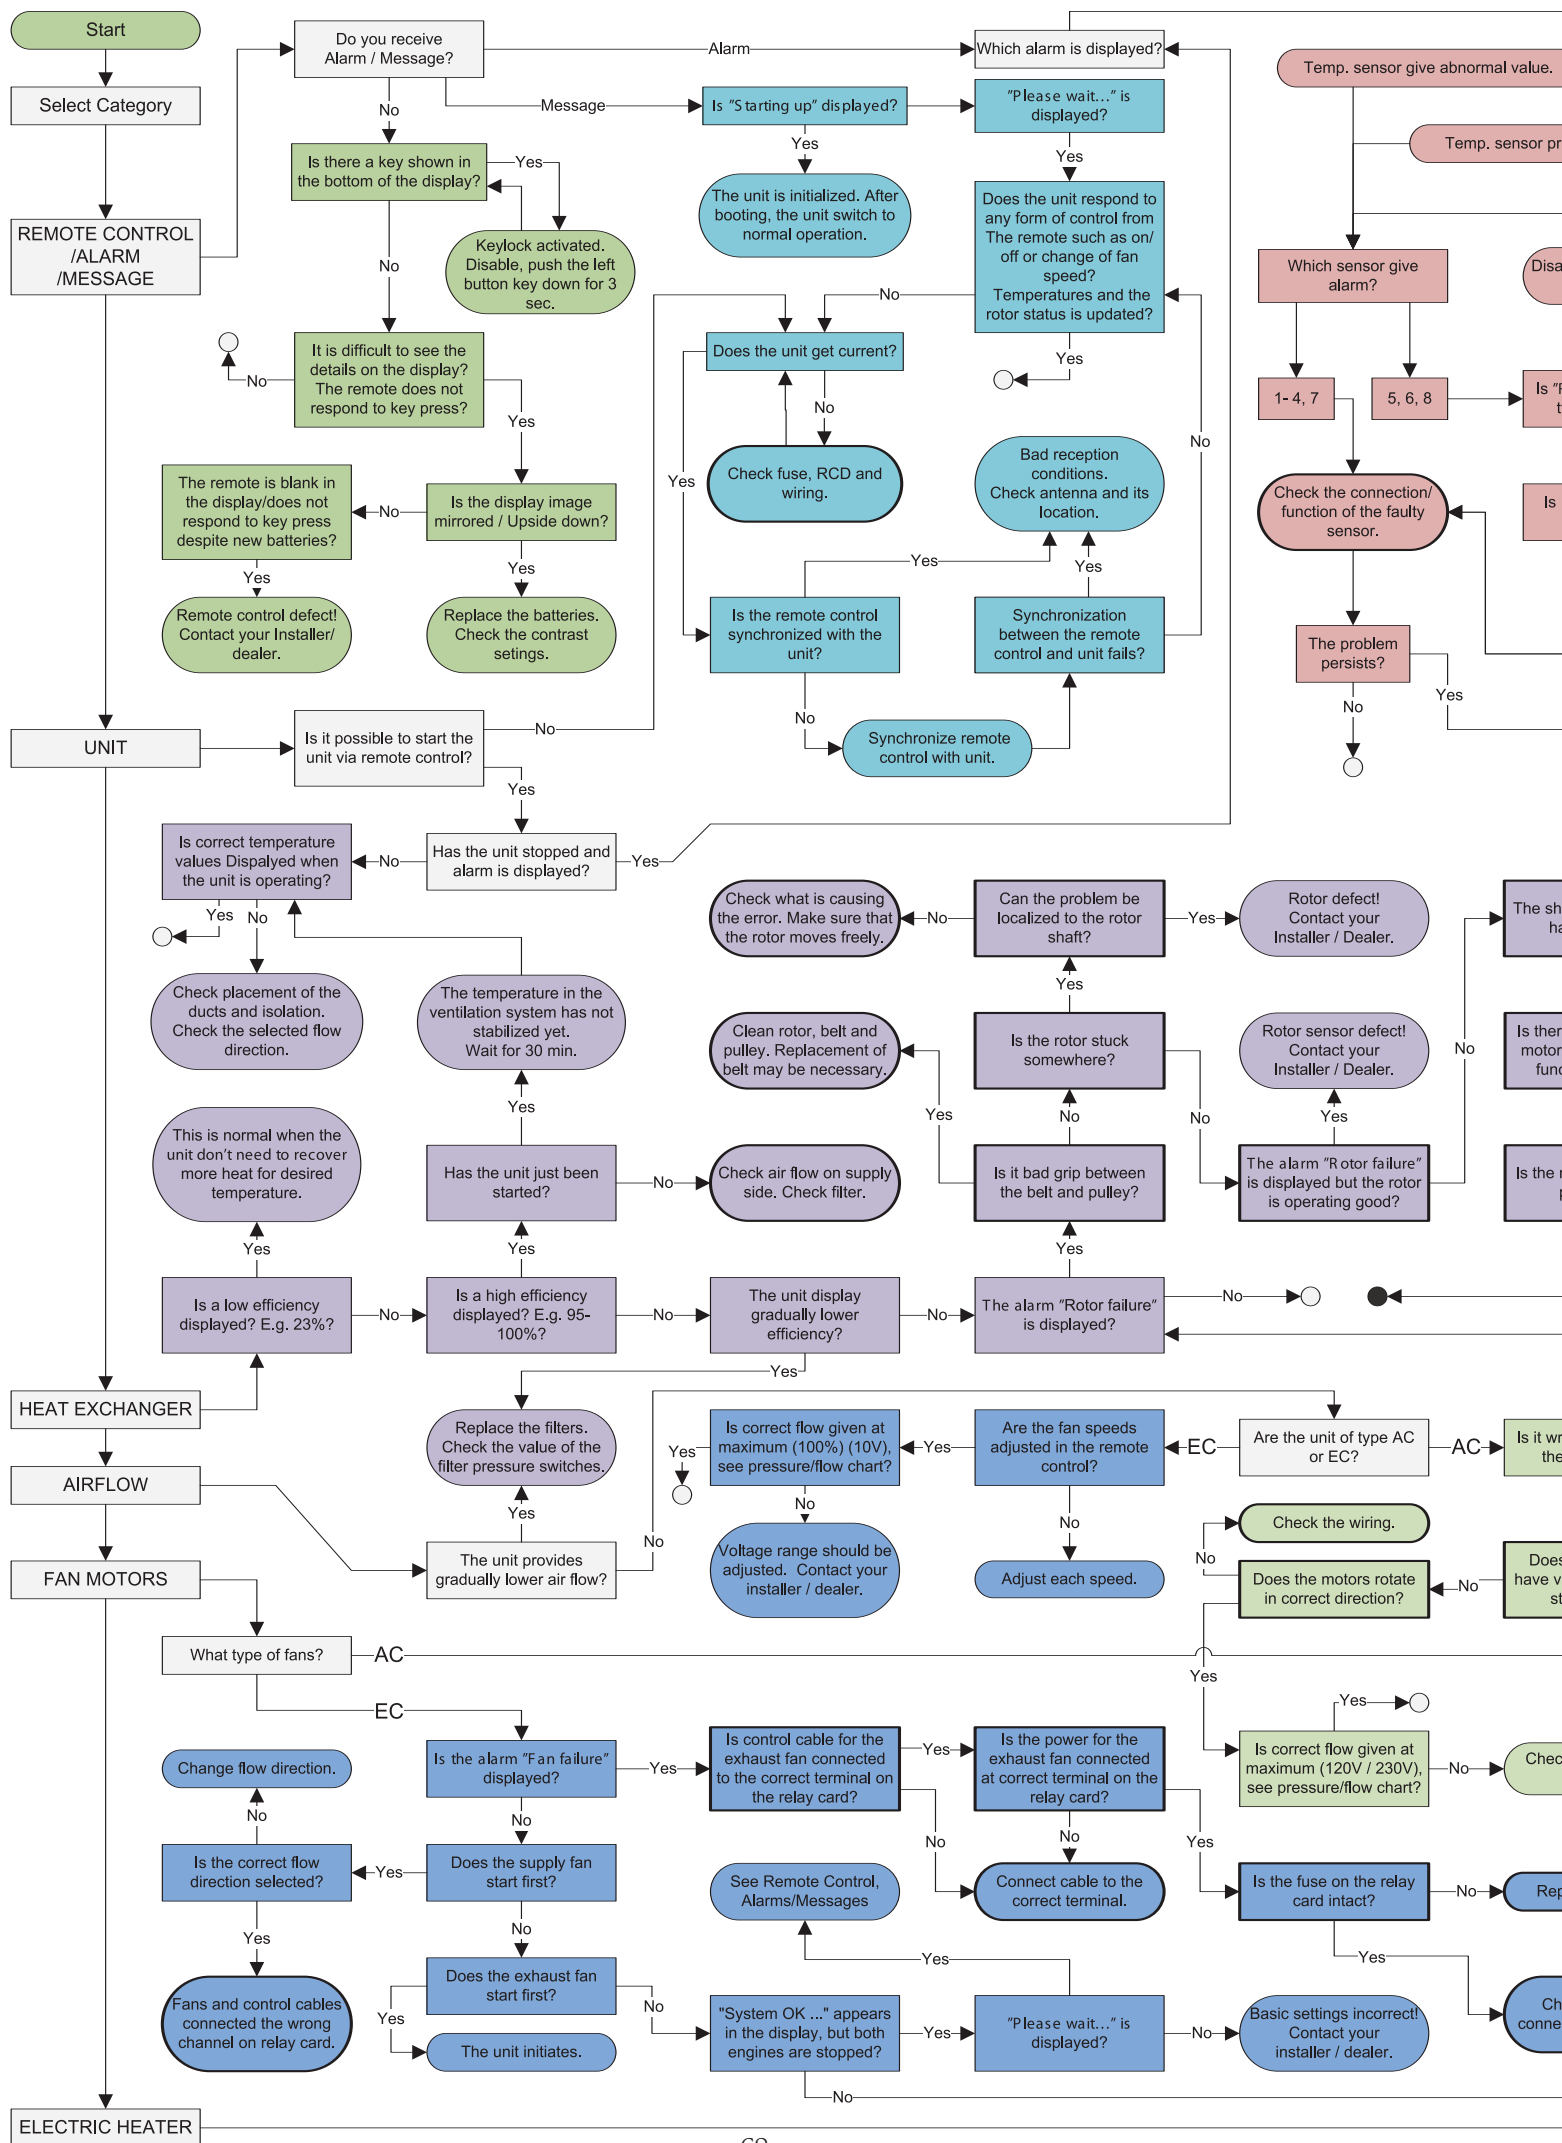 Start
Select Category
REMOTE CONTROL
/ALARM
/MESSAGE
Do you receive
Alarm / Message?
Alarm
Which alarm is displayed?
No
Message
Is "Starting up" displayed?
"Please wait..." is
displayed?
Yes
Yes
Is there a key shown in
the bottom of the display?
Yes
The unit is initialized. After
booting, the unit switch to
normal operation.
Keylock activated.
Disable, push the left
button key down for 3
sec.
No
Does the unit respond to
any form of control from
The remote such as on/
off or change of fan
speed?
Temperatures and the
rotor status is updated?
No
Yes
It is difficult to see the
details on the display?
The remote does not
respond to key press?
No
Yes
Does the unit get current?
No
Yes
Check fuse, RCD and
wiring.
Bad reception
conditions.
Check antenna and its
location.
No
The remote is blank in
the display/does not
respond to key press
despite new batteries?
No
Is the display image
mirrored / Upside down?
Yes
Yes
Yes
Yes
Remote control defect!
Contact your Installer/
dealer.
Replace the batteries.
Check the contrast
setings.
Is the remote control
synchronized with the
unit?
Synchronization
between the remote
control and unit fails?
No
Synchronize remote
control with unit.
Temp. sensor give abnormal value.
Temp. sensor pr
Which sensor give
alarm?
Disa
1- 4, 7
5, 6, 8
Is "F
t
Check the connection/
function of the faulty
sensor.
Is
The problem
persists?
Yes
No
UNIT
Is it possible to start the
unit via remote control?
No
Yes
Is correct temperature
values Dispalyed when
the unit is operating?
No
Has the unit stopped and
alarm is displayed?
Yes
Yes
No
Check placement of the
ducts and isolation.
Check the selected flow
direction.
The temperature in the
ventilation system has not
stabilized yet.
Wait for 30 min.
Yes
Check what is causing
the error. Make sure that
the rotor moves freely.
No
Can the problem be
localized to the rotor
shaft?
Yes
Rotor defect!
Contact your
Installer / Dealer.
The sh
ha
Yes
Clean rotor, belt and
pulley. Replacement of
belt may be necessary.
Is the rotor stuck
somewhere?
Rotor sensor defect!
Contact your
Installer / Dealer.
No
Is ther
motor
func
Yes
No
No
Yes
This is normal when the
unit don't need to recover
more heat for desired
temperature.
Has the unit just been
started?
No
Check air flow on supply
side. Check filter.
Is it bad grip between
the belt and pulley?
The alarm "Rotor failure"
is displayed but the rotor
is operating good?
Is the r
p
Yes
Yes
Yes
Is a low efficiency
displayed? E.g. 23%?
No
Is a high efficiency
displayed? E.g. 95-
100%?
No
The unit display
gradually lower
efficiency?
No
The alarm "Rotor failure"
is displayed?
No
Yes
HEAT EXCHANGER
AIRFLOW
FAN MOTORS
Replace the filters.
Check the value of the
filter pressure switches.
Yes
Yes
Is correct flow given at
maximum (100%) (10V),
see pressure/flow chart?
Yes
Are the fan speeds
adjusted in the remote
control?
EC
Are the unit of type AC
or EC?
AC
Is it wr
the
No
No
No
The unit provides
gradually lower air flow?
Voltage range should be
adjusted. Contact your
installer / dealer.
Adjust each speed.
Check the wiring.
No
Does the motors rotate
in correct direction?
No
Does
have v
st
What type of fans?
AC
Yes
EC
Yes
Change flow direction.
Is the alarm "Fan failure"
displayed?
Yes
Is control cable for the
exhaust fan connected
to the correct terminal on
the relay card?
Yes
Is the power for the
exhaust fan connected
at correct terminal on the
relay card?
Is correct flow given at
maximum (120V / 230V),
see pressure/flow chart?
No
Chec
No
No
No
No
Yes
Is the correct flow
direction selected?
Yes
Does the supply fan
start first?
See Remote Control,
Alarms/Messages
Connect cable to the
correct terminal.
Is the fuse on the relay
card intact?
No
Rep
Yes
No
Yes
Yes
Fans and control cables
connected the wrong
channel on relay card.
Does the exhaust fan
start first?
Yes
No
The unit initiates.
"System OK ..." appears
in the display, but both
engines are stopped?
Yes
"Please wait..." is
displayed?
No
Basic settings incorrect!
Contact your
installer / dealer.
Ch
conne
No
ELECTRIC HEATER